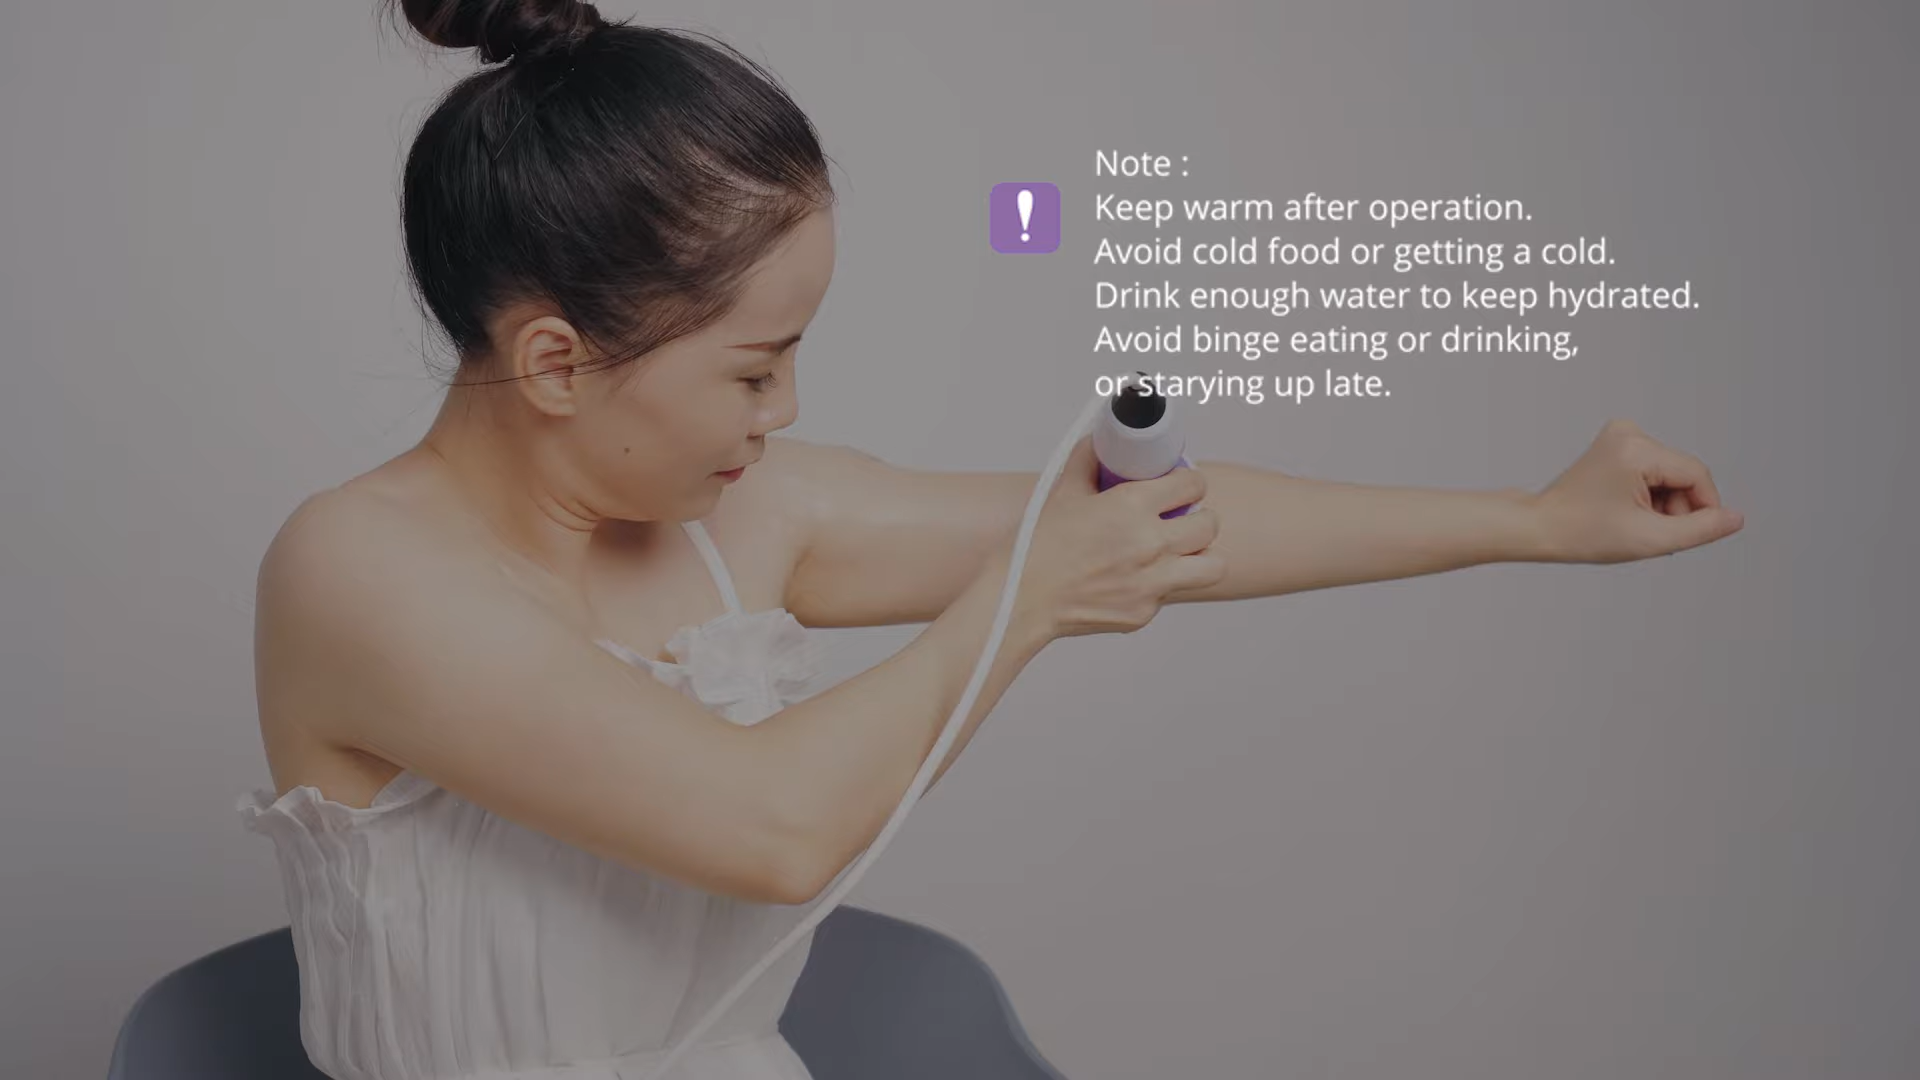 Note :
Keep warm after operation.
Avoid cold food or getting a cold.
Drink enough water to keep hydrated.
Avoid binge eating or drinking,
or starying up late.